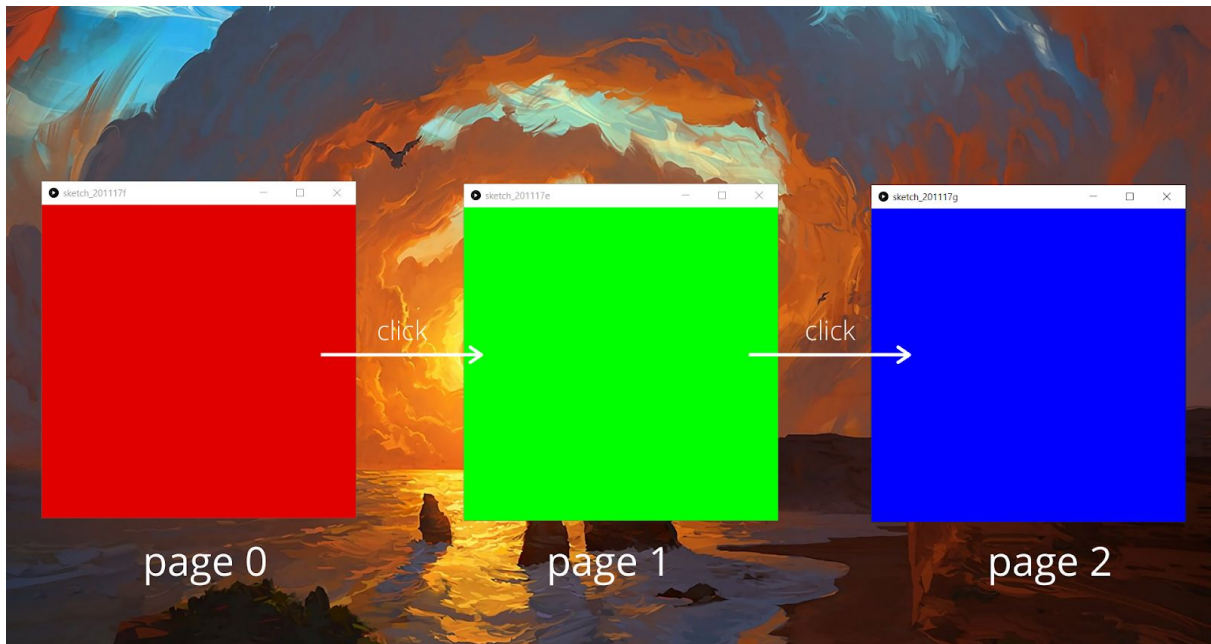 sketch_201117f
sketch_201117e
sketch_201117g
click
click
page 0
page 1
page 2